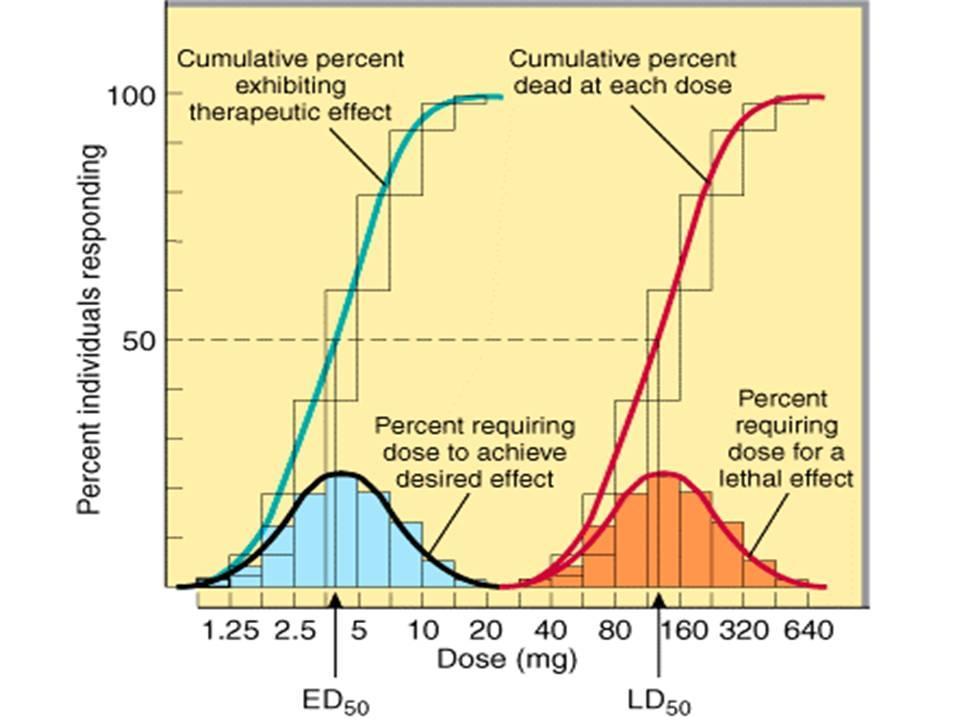 Cumulative percent
exhibiting
therapeutic effect
Cumulative percent
dead at each dose
100
50
Percent individuals responding
Percent requiring
dose to achieve
desired effect
Percent
requiring
dose for a
lethal effect
1.25 2.5 5 10 20 40 80 160 320 640
Dose (mg)
ED50
LD50